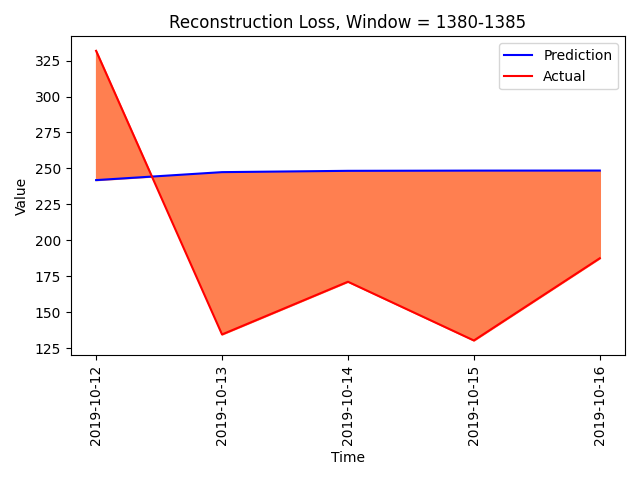 Reconstruction Loss, Window = 1380-1385
Prediction
Actual
Value
325
300
275
250
225
200
175
150
125
2019-10-12
2019-10-13
2019-10-14
2019-10-15
2019-10-16
Time